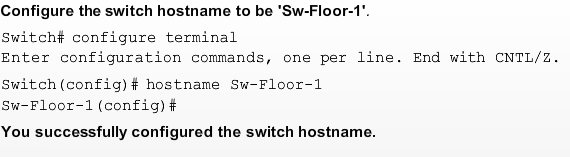 Configure the switch hostname to be 'Sw-Floor-1'.
Switch# configure terminal
Enter configuration commands, one per line. End with CNTL/Z.
Switch(config)# hostname Sw-Floor-1
Sw-Floor-1(config)#
You successfully configured the switch hostname.